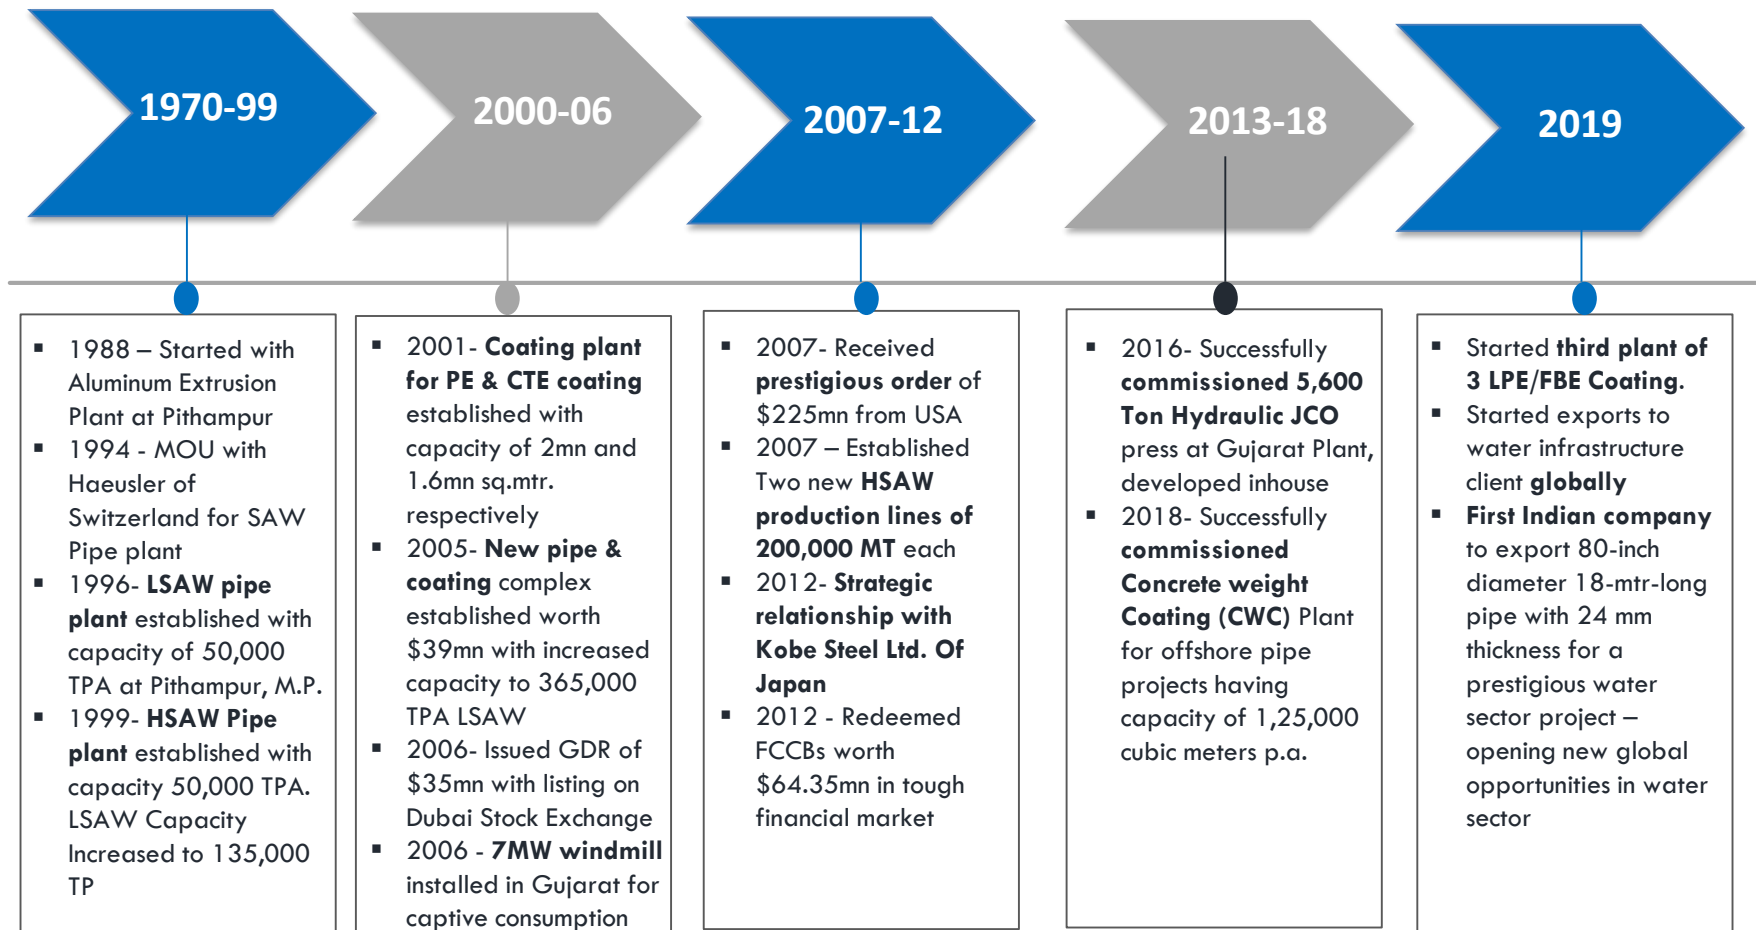 1970-99
2000-06
2007-12
2013-18
2019
▪ 1988 – Started with
Aluminum Extrusion
Plant at Pithampur
▪ 1994 - MOU with
Haeusler of
Switzerland for SAW
Pipe plant
▪ 1996- LSAW pipe
plant established with
capacity of 50,000
TPA at Pithampur, M.P.
▪ 1999- HSAW Pipe
plant established with
capacity 50,000 TPA.
LSAW Capacity
Increased to 135,000
TP
▪ 2001- Coating plant
for PE & CTE coating
established with
capacity of 2mn and
1.6mn sq.mtr.
respectively
▪ 2005- New pipe &
coating complex
established worth
$39mn with increased
capacity to 365,000
TPA LSAW
▪ 2006- Issued GDR of
$35mn with listing on
Dubai Stock Exchange
▪ 2006 - 7MW windmill
installed in Gujarat for
captive consumption
▪ 2007- Received
prestigious order of
$225mn from USA
▪ 2007 – Established
Two new HSAW
production lines of
200,000 MT each
▪ 2012- Strategic
relationship with
Kobe Steel Ltd. Of
Japan
▪ 2012 - Redeemed
FCCBs worth
$64.35mn in tough
financial market
▪ 2016- Successfully
commissioned 5,600
Ton Hydraulic JCO
press at Gujarat Plant,
developed inhouse
▪ 2018- Successfully
commissioned
Concrete weight
Coating (CWC) Plant
for offshore pipe
projects having
capacity of 1,25,000
cubic meters p.a.
▪ Started third plant of
3 LPE/FBE Coating.
▪ Started exports to
water infrastructure
client globally
▪ First Indian company
to export 80-inch
diameter 18-mtr-long
pipe with 24 mm
thickness for a
prestigious water
sector project –
opening new global
opportunities in water
sector